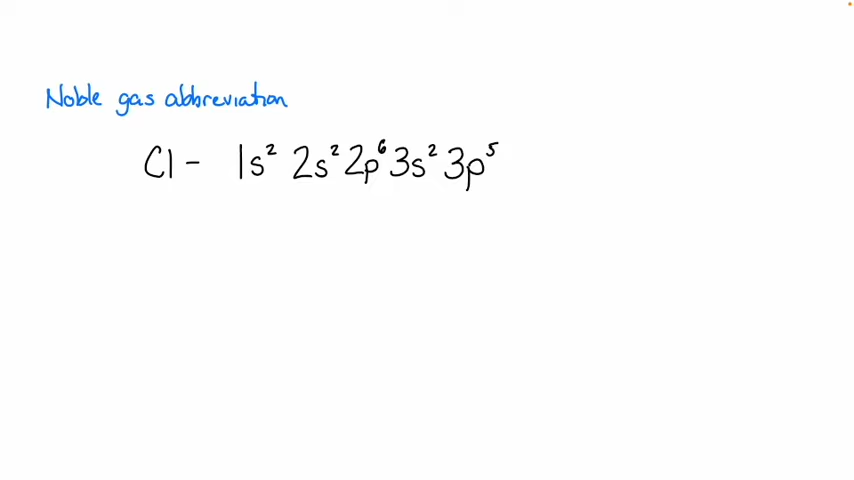 Noble gas abbreviation
Cl - 1s² 2s² 2p⁶ 3s² 3p⁵